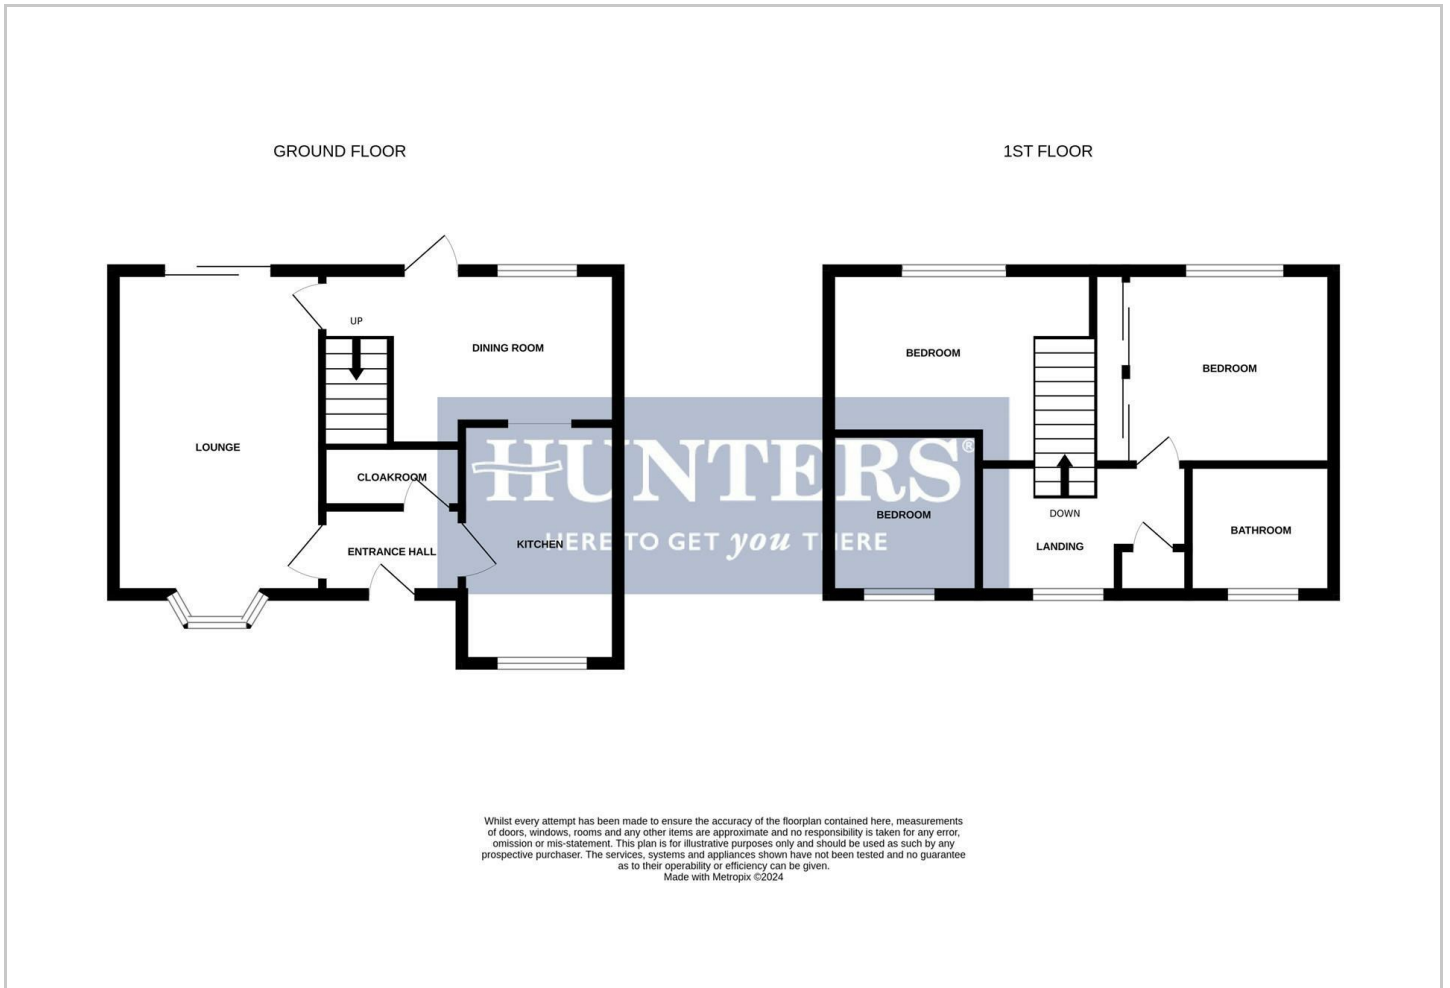 GROUND FLOOR
1ST FLOOR
UP
DINING ROOM
LOUNGE
CLOAKROOM
ENTRANCE HALL
KITCHEN
BEDROOM
BEDROOM
BEDROOM
DOWN
LANDING
BATHROOM
HUNTERS®
HERE TO GET you THERE
Whilst every attempt has been made to ensure the accuracy of the floorplan contained here, measurements
of doors, windows, rooms and any other items are approximate and no responsibility is taken for any error,
omission or mis-statement. This plan is for illustrative purposes only and should be used as such by any
prospective purchaser. The services, systems and appliances shown have not been tested and no guarantee
as to their operability or efficiency can be given.
Made with Metropix ©2024